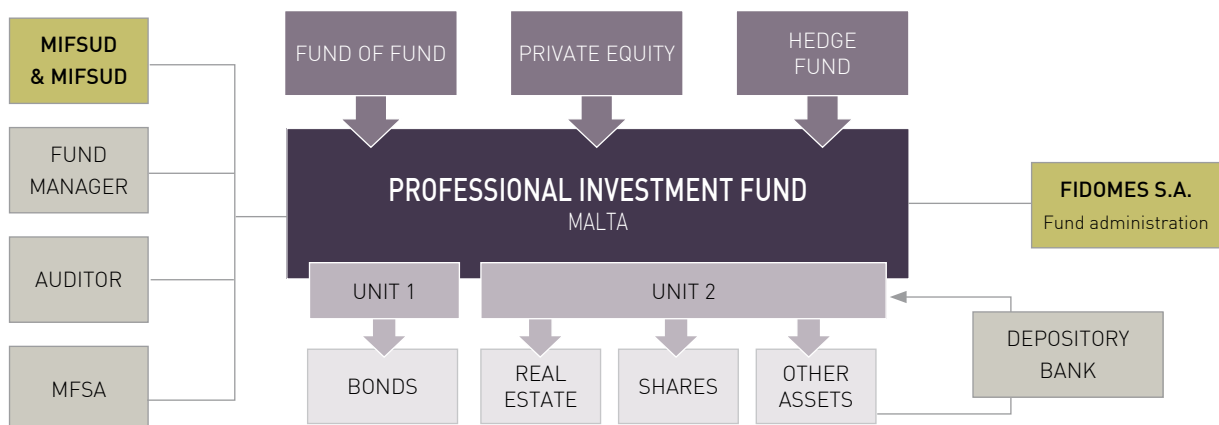 MIFSUD
& MIFSUD
FUND
MANAGER
AUDITOR
MFSA
FUND OF FUND
PRIVATE EQUITY
HEDGE
FUND
PROFESSIONAL INVESTMENT FUND
MALTA
UNIT 1
UNIT 2
BONDS
REAL
ESTATE
SHARES
OTHER
ASSETS
FIDOMES S.A.
Fund administration
DEPOSITORY
BANK